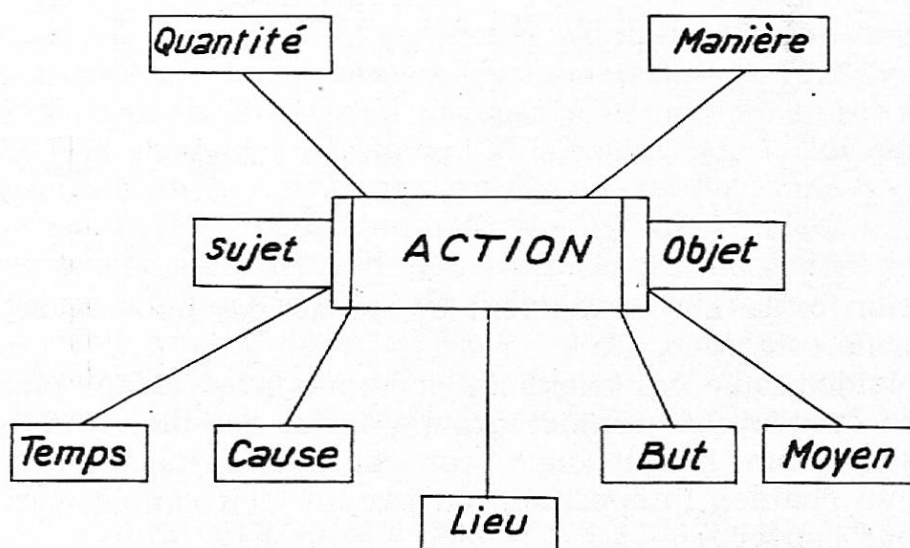 Quantité
Manière
sujet
ACTION
Objet
Temps
Cause
But
Moyen
Lieu